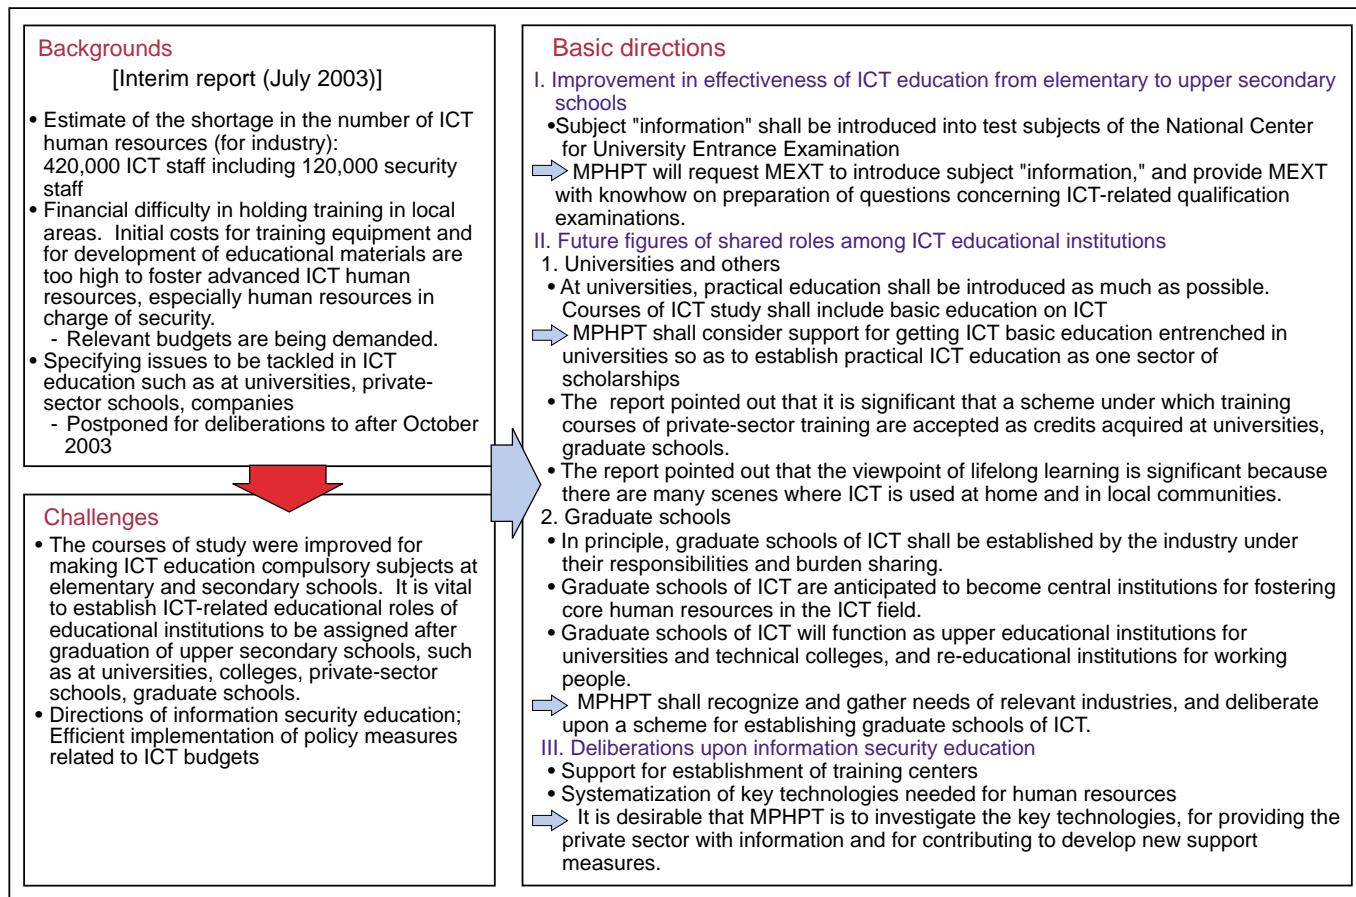 Backgrounds
[Interim report (July 2003)]
• Estimate of the shortage in the number of ICT
human resources (for industry):
420,000 ICT staff including 120,000 security
staff
• Financial difficulty in holding training in local
areas.  Initial costs for training equipment and
for development of educational materials are
too high to foster advanced ICT human
resources, especially human resources in
charge of security.
- Relevant budgets are being demanded.
• Specifying issues to be tackled in ICT
education such as at universities, private-
sector schools, companies
- Postponed for deliberations to after October
2003
Challenges
• The courses of study were improved for
making ICT education compulsory subjects at
elementary and secondary schools.  It is vital
to establish ICT-related educational roles of
educational institutions to be assigned after
graduation of upper secondary schools, such
as at universities, colleges, private-sector
schools, graduate schools.
• Directions of information security education;
Efficient implementation of policy measures
related to ICT budgets
Basic directions
I. Improvement in effectiveness of ICT education from elementary to upper secondary
schools
•Subject "information" shall be introduced into test subjects of the National Center
for University Entrance Examination
MPHPT will request MEXT to introduce subject "information," and provide MEXT
with knowhow on preparation of questions concerning ICT-related qualification
examinations.
II. Future figures of shared roles among ICT educational institutions
1. Universities and others
• At universities, practical education shall be introduced as much as possible.
Courses of ICT study shall include basic education on ICT
MPHPT shall consider support for getting ICT basic education entrenched in
universities so as to establish practical ICT education as one sector of
scholarships
• The  report pointed out that it is significant that a scheme under which training
courses of private-sector training are accepted as credits acquired at universities,
graduate schools.
• The report pointed out that the viewpoint of lifelong learning is significant because
there are many scenes where ICT is used at home and in local communities.
2. Graduate schools
• In principle, graduate schools of ICT shall be established by the industry under
their responsibilities and burden sharing.
• Graduate schools of ICT are anticipated to become central institutions for fostering
core human resources in the ICT field.
• Graduate schools of ICT will function as upper educational institutions for
universities and technical colleges, and re-educational institutions for working
people.
MPHPT shall recognize and gather needs of relevant industries, and deliberate
upon a scheme for establishing graduate schools of ICT.
III. Deliberations upon information security education
• Support for establishment of training centers
• Systematization of key technologies needed for human resources
It is desirable that MPHPT is to investigate the key technologies, for providing the
private sector with information and for contributing to develop new support
measures.